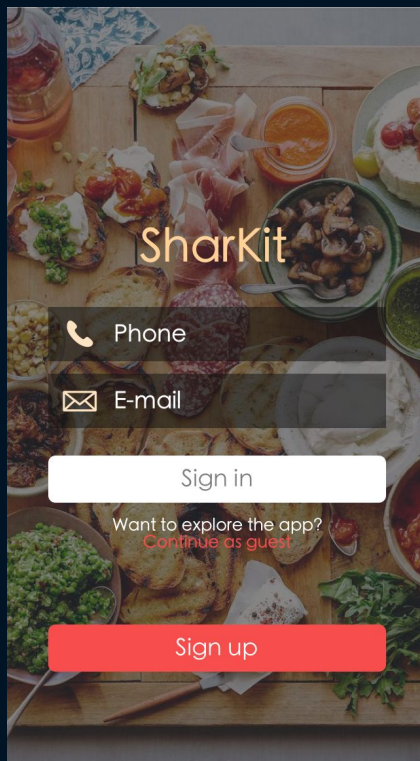 SharKit
Phone
E-mail
Sign in
Want to explore the app?
Continue as guest
Sign up